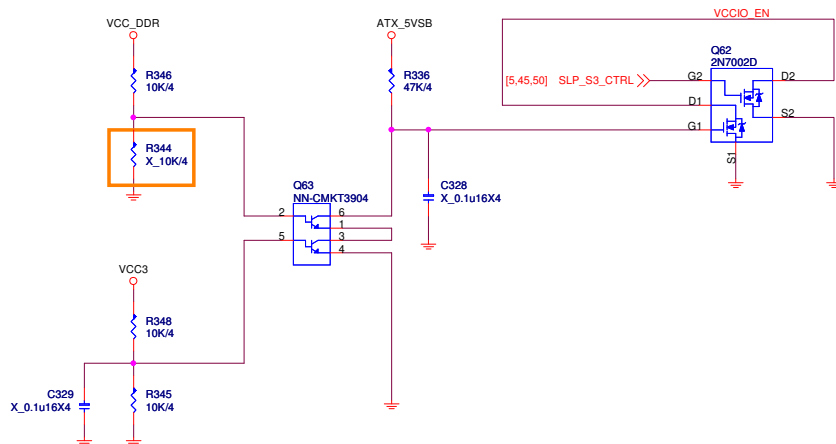 VCC_DDR
ATX_5VSB
VCCIO_EN
Q62
2N7002D
R346
10K/4
R336
47K/4
[5,45,50] SLP_S3_CTRL
G2
D2
D1
S2
G1
S1
R344
X_10K/4
Q63
NN-CMKT3904
C328
X_0.1u16X4
2
6
1
5
3
4
VCC3
R348
10K/4
C329
X_0.1u16X4
R345
10K/4